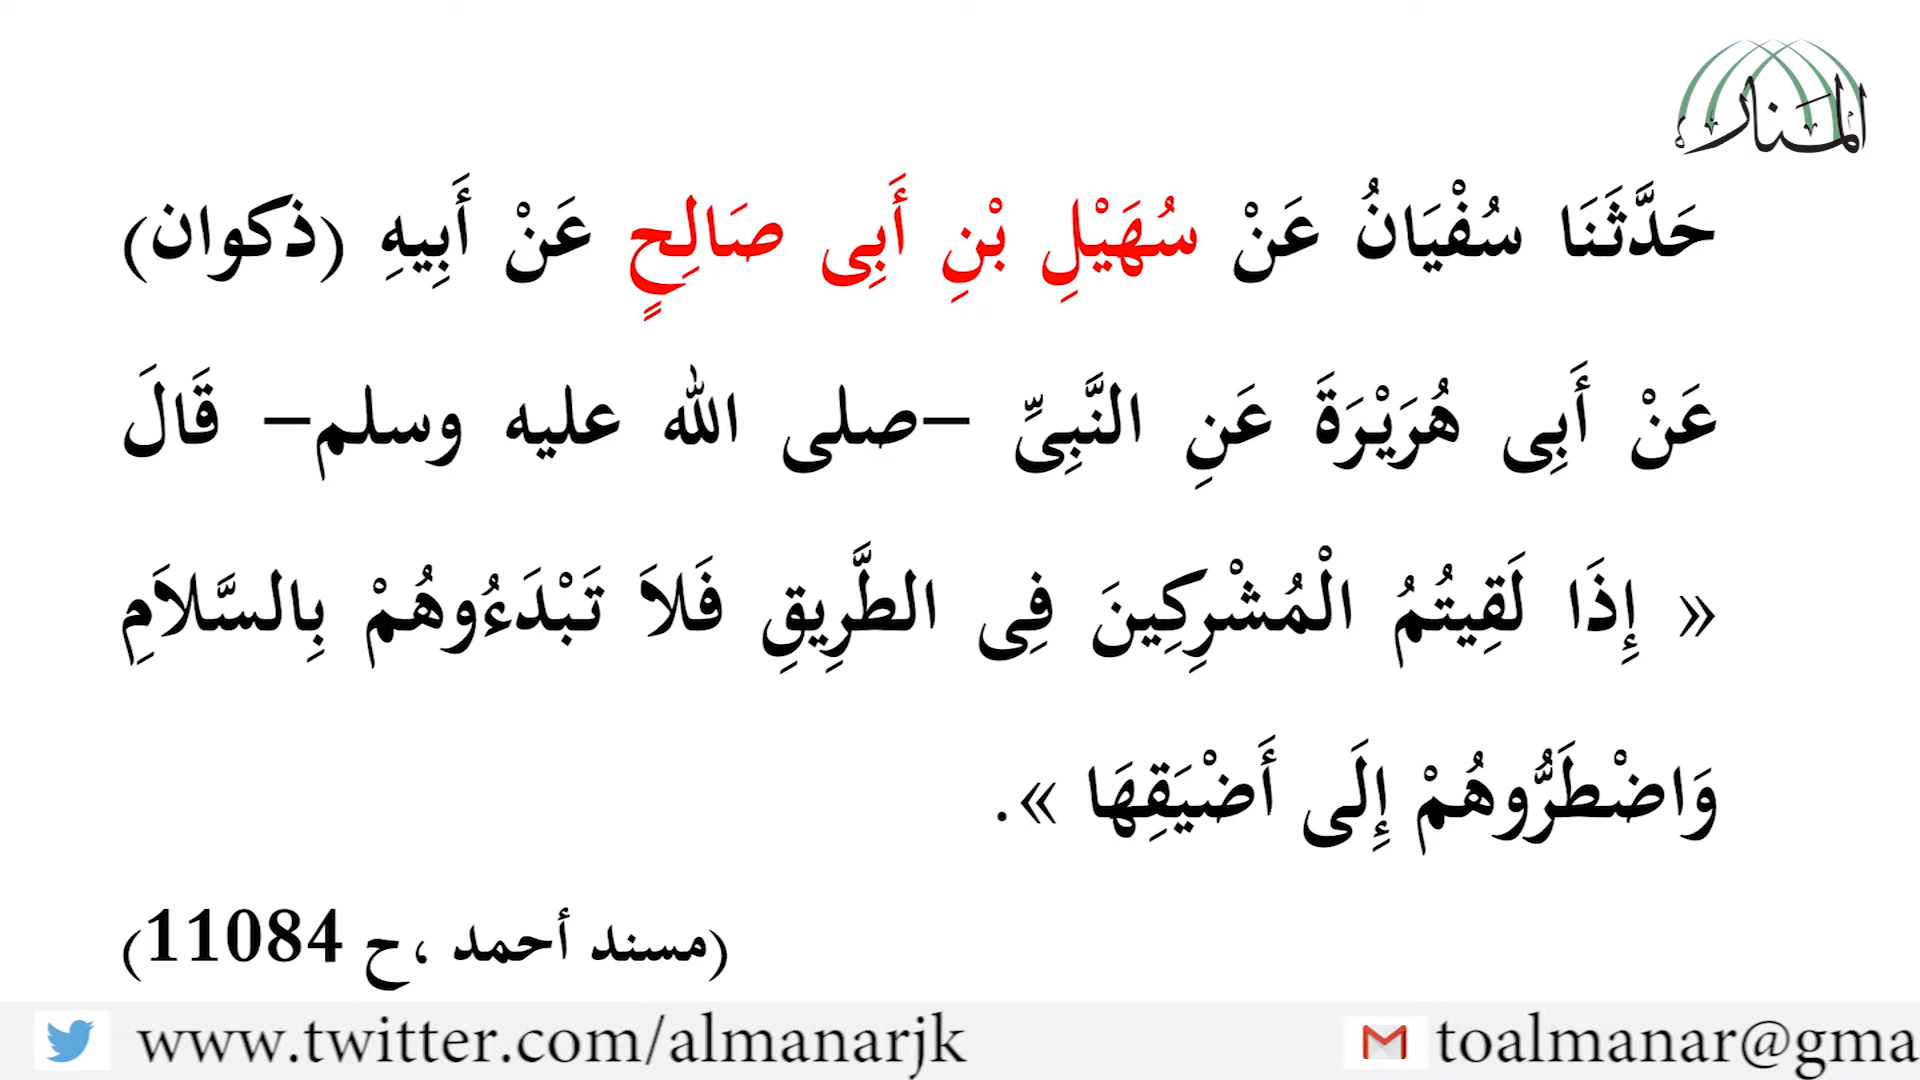 المنار
حَدَّثَنَا سُفْيَانُ عَنْ سُهَيْلِ بْنِ أَبِى صَالِحٍ عَنْ أَبِيهِ (ذكوان)
عَنْ أَبِى هُرَيْرَةَ عَنِ النَّبِىِّ –صلى الله عليه وسلم– قَالَ
« إِذَا لَقِيتُمُ الْمُشْرِكِينَ فِى الطَّرِيقِ فَلاَ تَبْدَءُوهُمْ بِالسَّلاَمِ
وَاضْطَرُّوهُمْ إِلَى أَضْيَقِهَا ».
(مسند أحمد ،ح 11084)
www.twitter.com/almanarjk toalmanar@gma